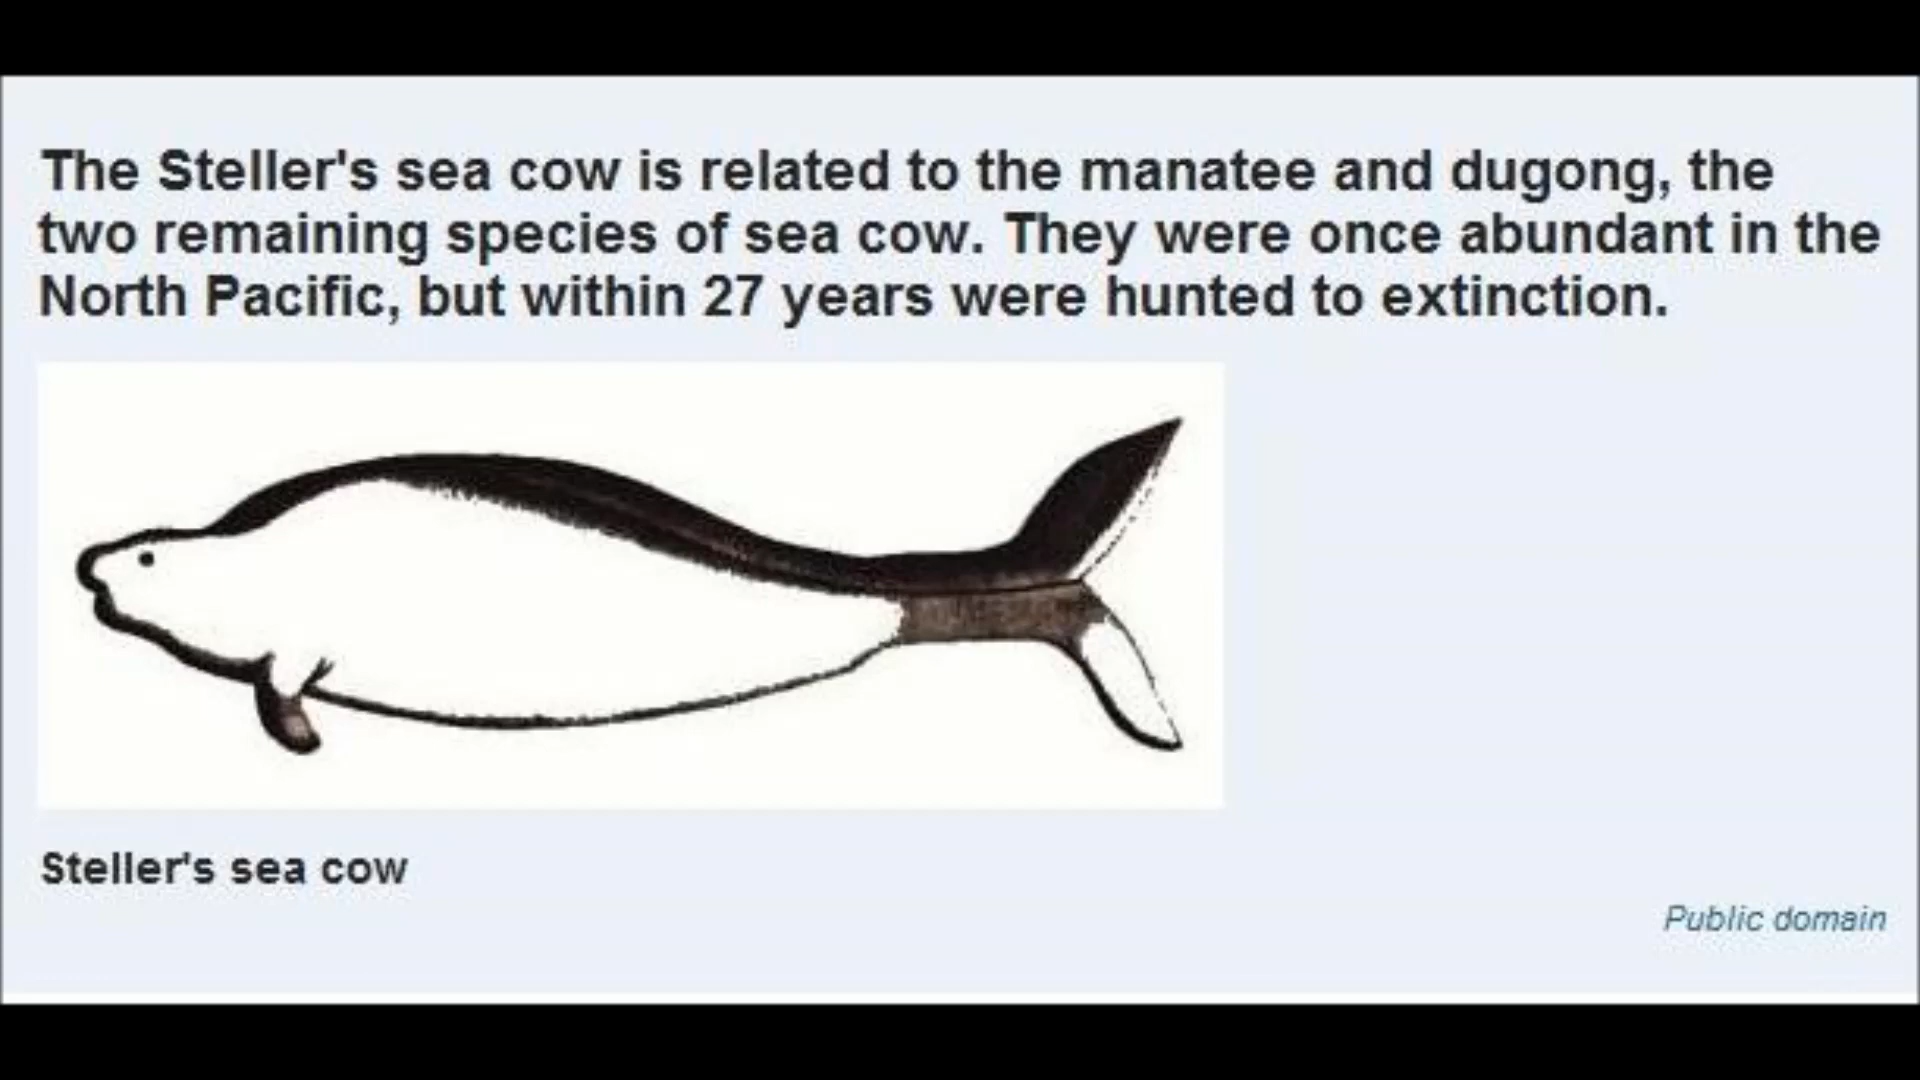 The Steller's sea cow is related to the manatee and dugong, the
two remaining species of sea cow. They were once abundant in the
North Pacific, but within 27 years were hunted to extinction.
Steller's sea cow
Public domain